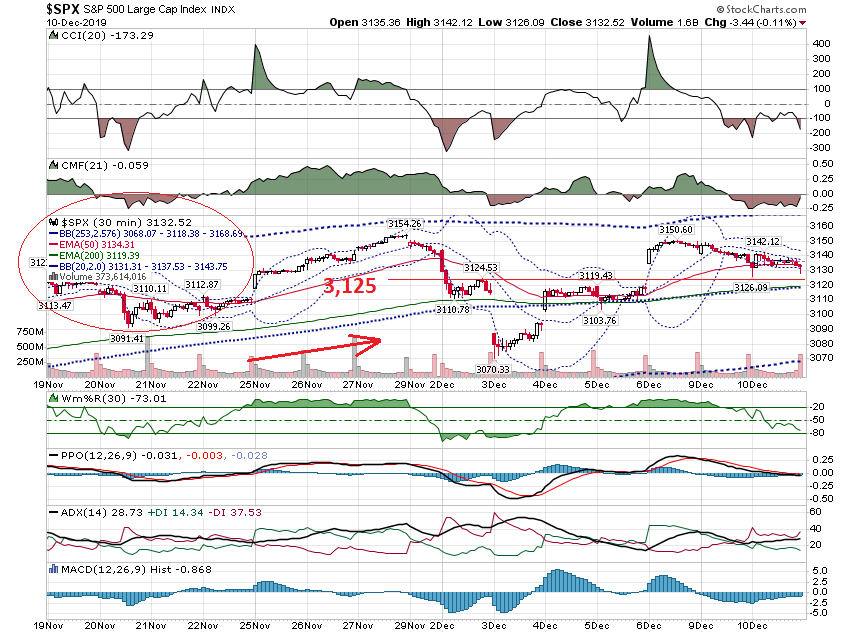 $SPX S&P 500 Large Cap Index INDX
© StockCharts.com
10-Dec-2019
Open 3135.36 High 3142.12 Low 3126.09 Close 3132.52 Volume 1.6B Chg -3.44 (-0.11%)
CCI(20) -173.29
400
300
200
100
0
-100
-200
-300
CMF(21) -0.059
0.50
0.25
0.00
-0.25
$SPX (30 min) 3132.52
BB(253,2.576) 3068.07 - 3118.38 - 3168.69
EMA(50) 3134.31
EMA(200) 3119.39
BB(20,2.0) 3131.31 - 3137.53 - 3143.75
Volume 373,614,016
3160
3150
3140
3130
3120
3110
3100
3090
3080
3070
750M
500M
250M
312
3113.47
3110.11
3112.87
3091.41
3099.26
3,125
3154.26
3110.78
3124.53
3070.33
3119.43
3103.76
3150.60
3142.12
3126.09
19Nov 20Nov 21Nov 22Nov 25Nov 26Nov 27Nov 29Nov 2Dec 3Dec 4Dec 5Dec 6Dec 9Dec 10Dec
Wm%R(30) -73.01
-20
-50
-80
PPO(12,26,9) -0.031, -0.003, -0.028
0.25
0.00
-0.25
-0.50
ADX(14) 28.73 +DI 14.34 -DI 37.53
60
40
20
MACD(12,26,9) Hist -0.868
5.0
2.5
0.0
-2.5
-5.0
19Nov 20Nov 21Nov 22Nov 25Nov 26Nov 27Nov 29Nov 2Dec 3Dec 4Dec 5Dec 6Dec 9Dec 10Dec